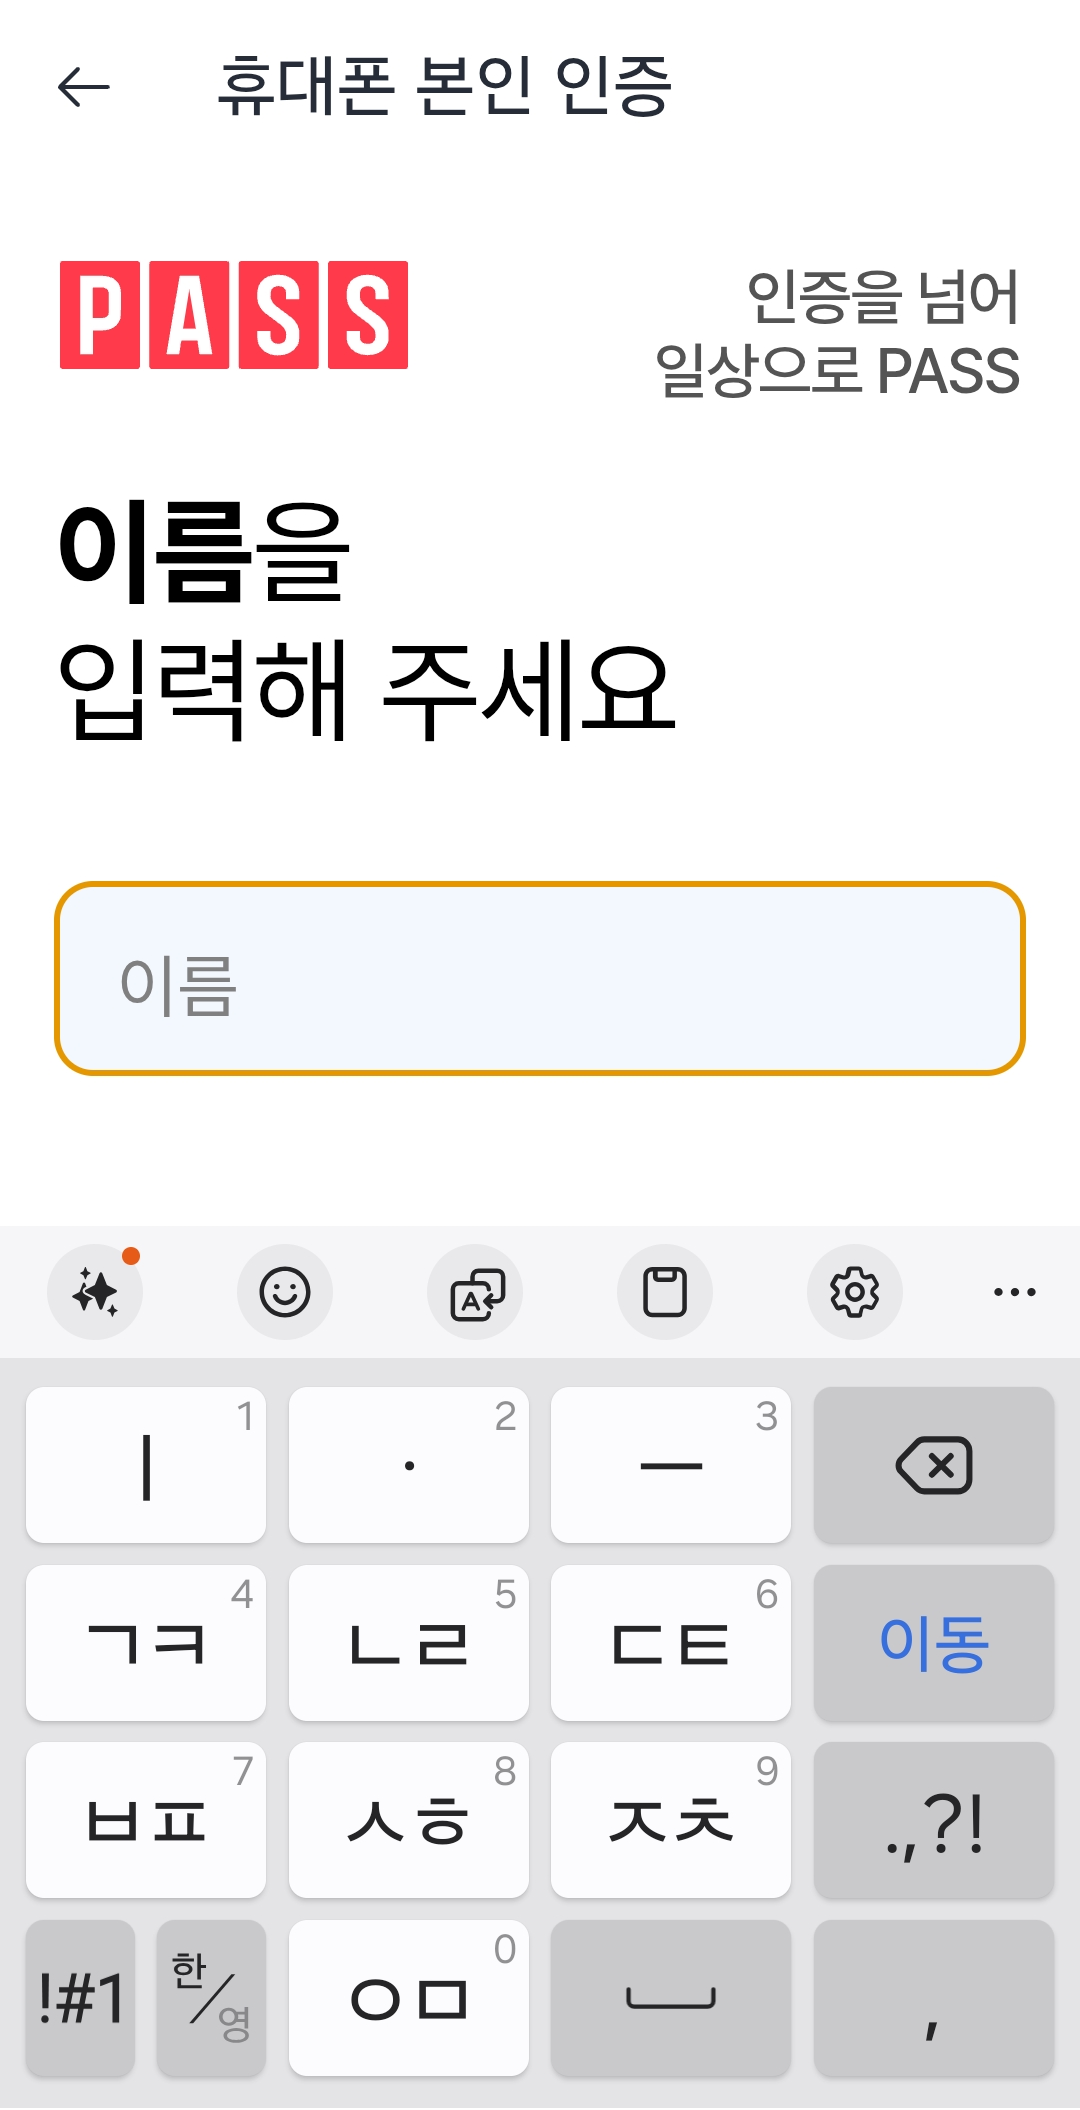 휴대폰 본인 인증
PASS
인증을 넘어
일상으로 PASS
이름을
입력해 주세요
이름
A
ㅣ 1
· 2
ㅡ 3
ㄱㅋ 4
ㄴㄹ 5
ㄷㅌ 6
이동
ㅂㅍ 7
ㅅㅎ 8
ㅈㅊ 9
.,?!
!#1
한/영
ㅇㅁ 0
,